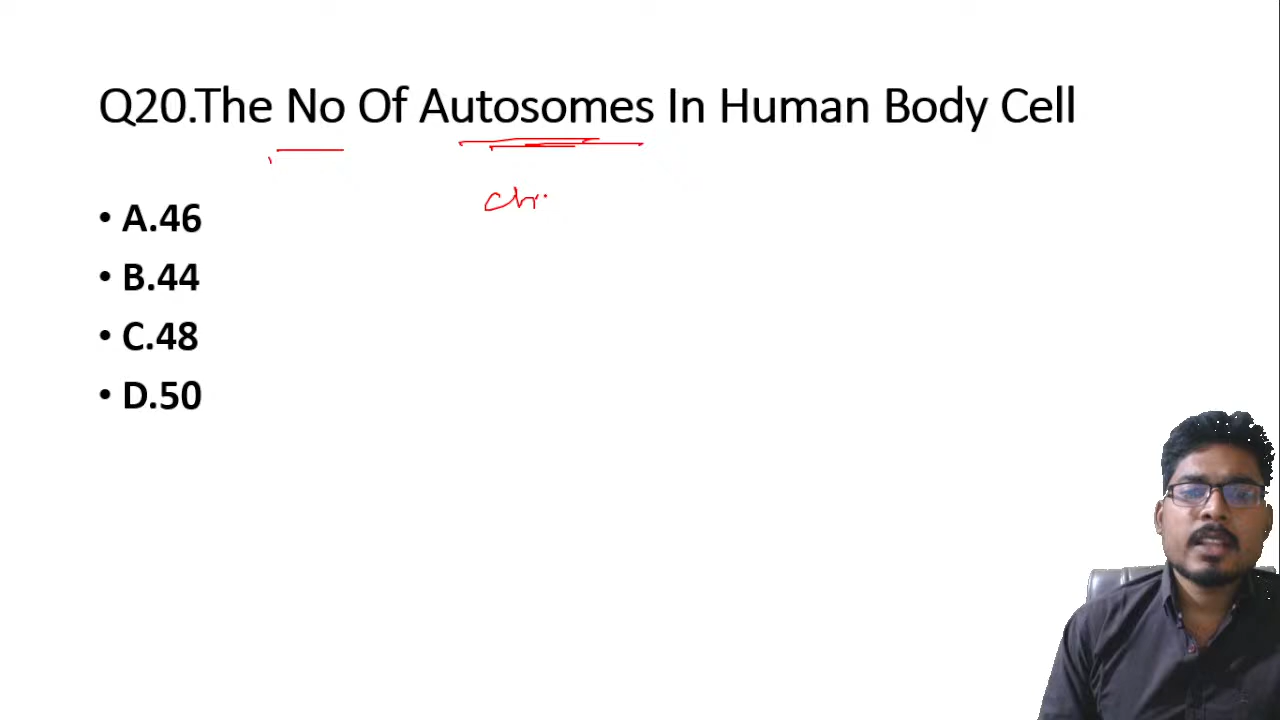 Q20.The No Of Autosomes In Human Body Cell
chr
• A.46
• B.44
• C.48
• D.50